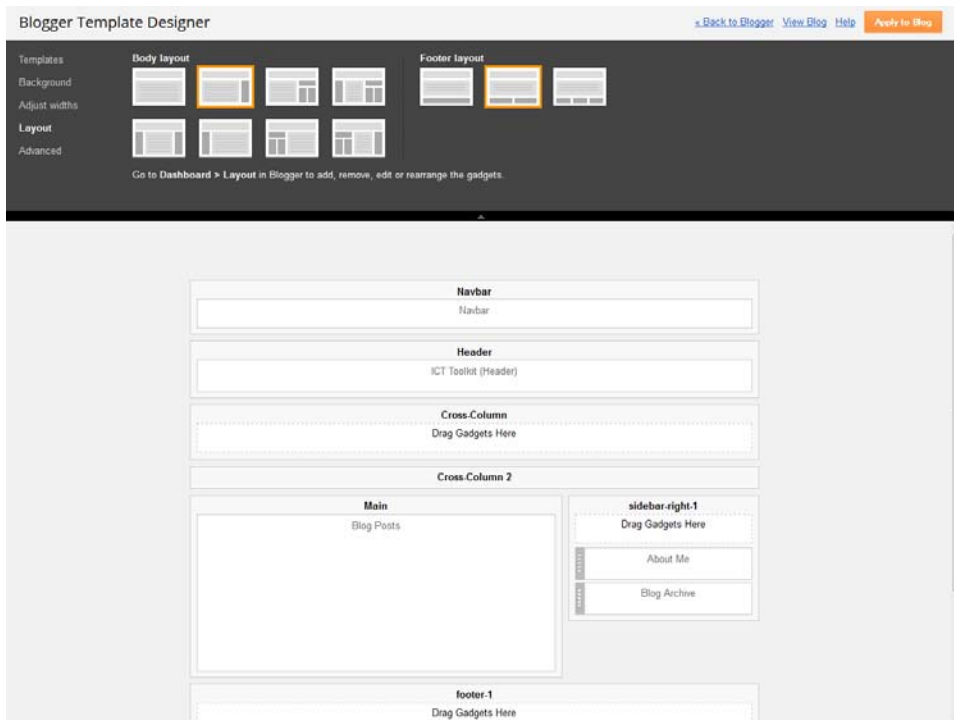 Blogger Template Designer
« Back to Blogger View Blog Help Apply to Blog
Templates
Background
Adjust widths
Layout
Advanced
Body layout
Footer layout
Go to Dashboard > Layout in Blogger to add, remove, edit or rearrange the gadgets.
Navbar
Navbar
Header
ICT Toolkit (Header)
Cross-Column
Drag Gadgets Here
Cross-Column 2
Main
Blog Posts
sidebar-right-1
Drag Gadgets Here
About Me
Blog Archive
footer-1
Drag Gadgets Here